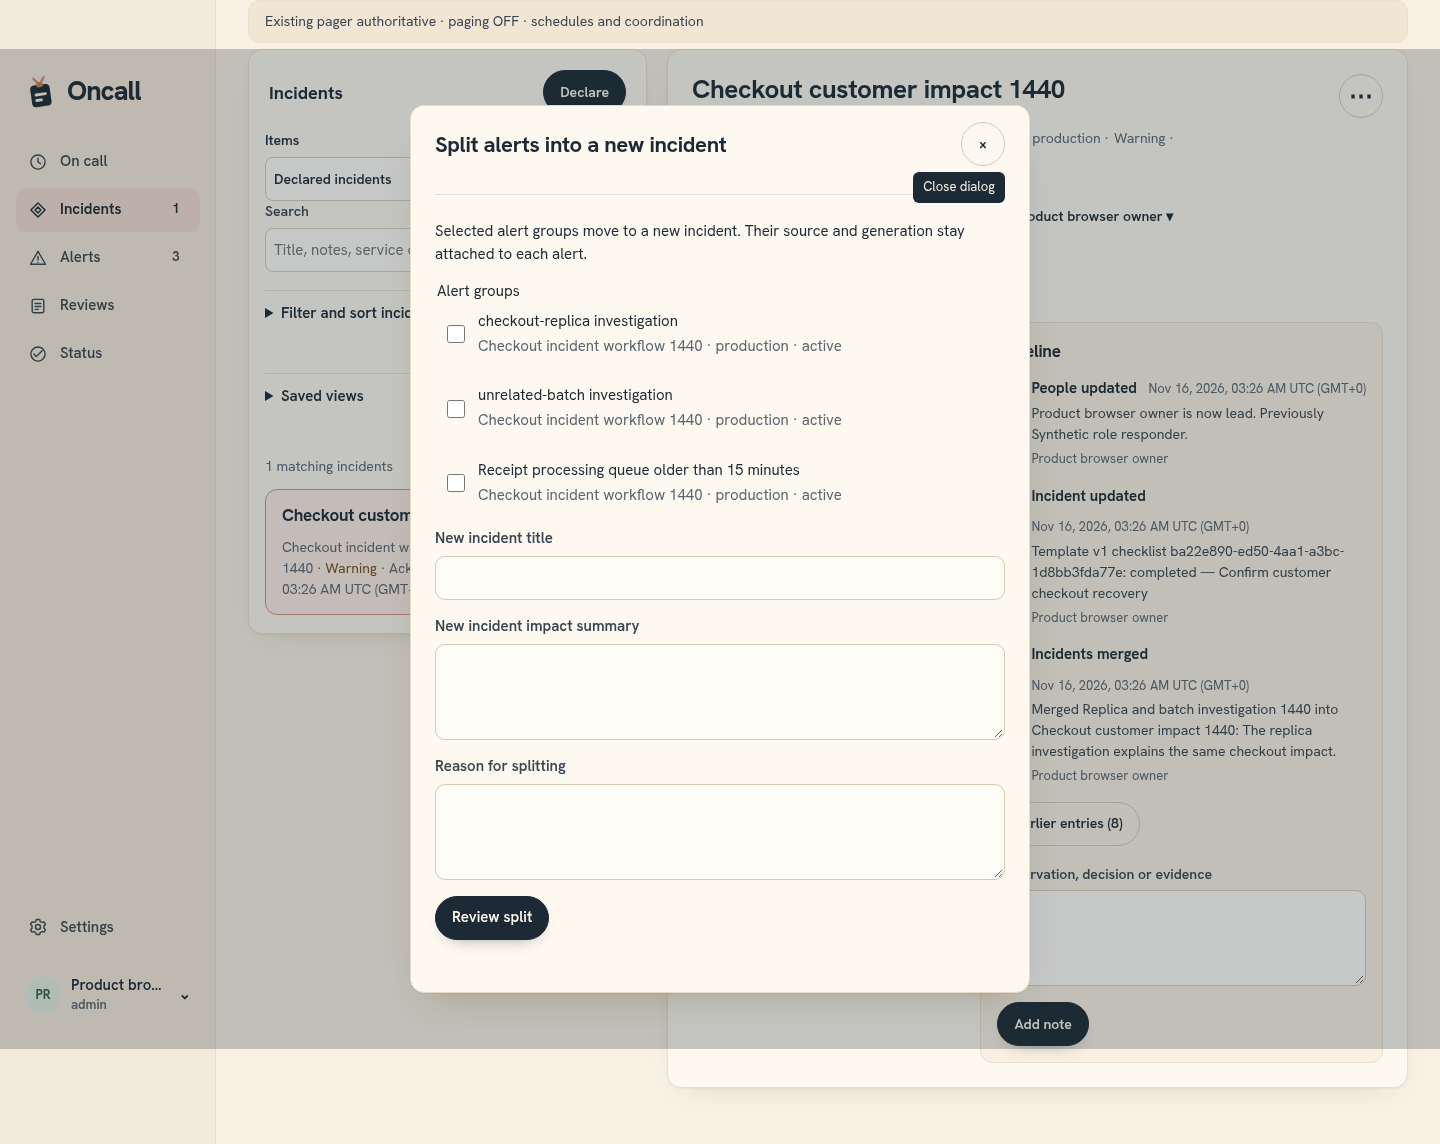 Existing pager authoritative · paging OFF · schedules and coordination
Oncall
On call
Incidents 1
Alerts 3
Reviews
Status
Settings
PR
Product bro...
admin
Incidents
Declare
Items
Declared incidents
Search
Title, notes, service
Filter and sort
Saved views
1 matching incidents
Checkout
Checkout incident
1440 · Warning ·
03:26 AM UTC
Checkout customer impact 1440
production · Warning ·
browser owner ▾
Split alerts into a new incident
×
Close dialog
Selected alert groups move to a new incident. Their source and generation stay
attached to each alert.
Alert groups
checkout-replica investigation
Checkout incident workflow 1440 · production · active
unrelated-batch investigation
Checkout incident workflow 1440 · production · active
Receipt processing queue older than 15 minutes
Checkout incident workflow 1440 · production · active
New incident title
New incident impact summary
Reason for splitting
Review split
People updated Nov 16, 2026, 03:26 AM UTC (GMT+0)
Product browser owner is now lead. Previously
Synthetic role responder.
Product browser owner
Incident updated
Nov 16, 2026, 03:26 AM UTC (GMT+0)
Template v1 checklist ba22e890-ed50-4aa1-a3bc-
1d8bb3fda77e: completed — Confirm customer
checkout recovery
Product browser owner
Incidents merged
Nov 16, 2026, 03:26 AM UTC (GMT+0)
Merged Replica and batch investigation 1440 into
Checkout customer impact 1440: The replica
investigation explains the same checkout impact.
Product browser owner
entries (8)
decision or evidence
Add note